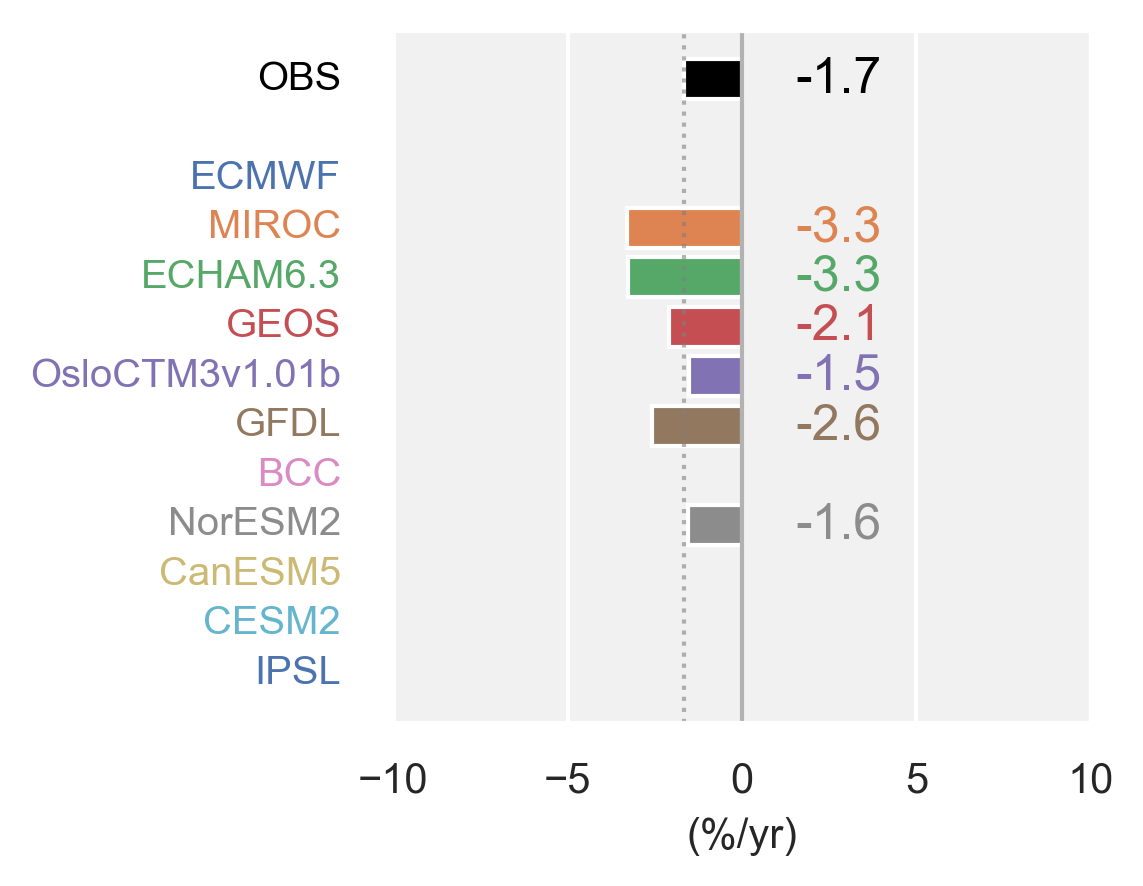 OBS -1.7
ECMWF
MIROC -3.3
ECHAM6.3 -3.3
GEOS -2.1
OsloCTM3v1.01b -1.5
GFDL -2.6
BCC
NorESM2 -1.6
CanESM5
CESM2
IPSL
−10 −5 0 5 10
(%/yr)